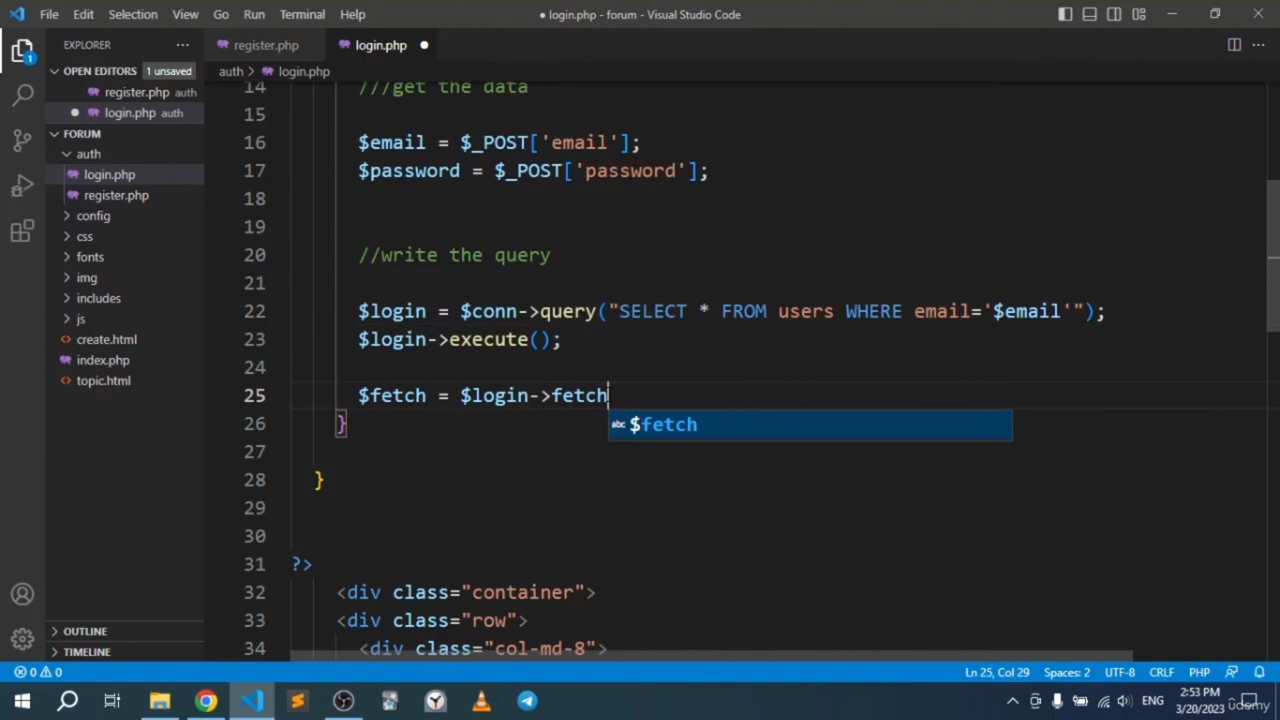 File Edit Selection View Go Run Terminal Help
● login.php - forum - Visual Studio Code
EXPLORER
register.php
login.php
OPEN EDITORS 1 unsaved
auth > login.php
register.php auth
login.php auth
FORUM
auth
login.php
register.php
config
css
fonts
img
includes
js
create.html
index.php
topic.html
OUTLINE
TIMELINE
14 ///get the data
15
16 $email = $_POST['email'];
17 $password = $_POST['password'];
18
19
20 //write the query
21
22 $login = $conn->query("SELECT * FROM users WHERE email='$email'");
23 $login->execute();
24
25 $fetch = $login->fetch
abc $fetch
26 }
27
28 }
29
30
31 ?>
32 <div class="container">
33 <div class="row">
34 <div class="col-md-8">
1
0 0
Ln 25, Col 29 Spaces: 2 UTF-8 CRLF PHP
ENG
2:53 PM
3/20/2023
udemy